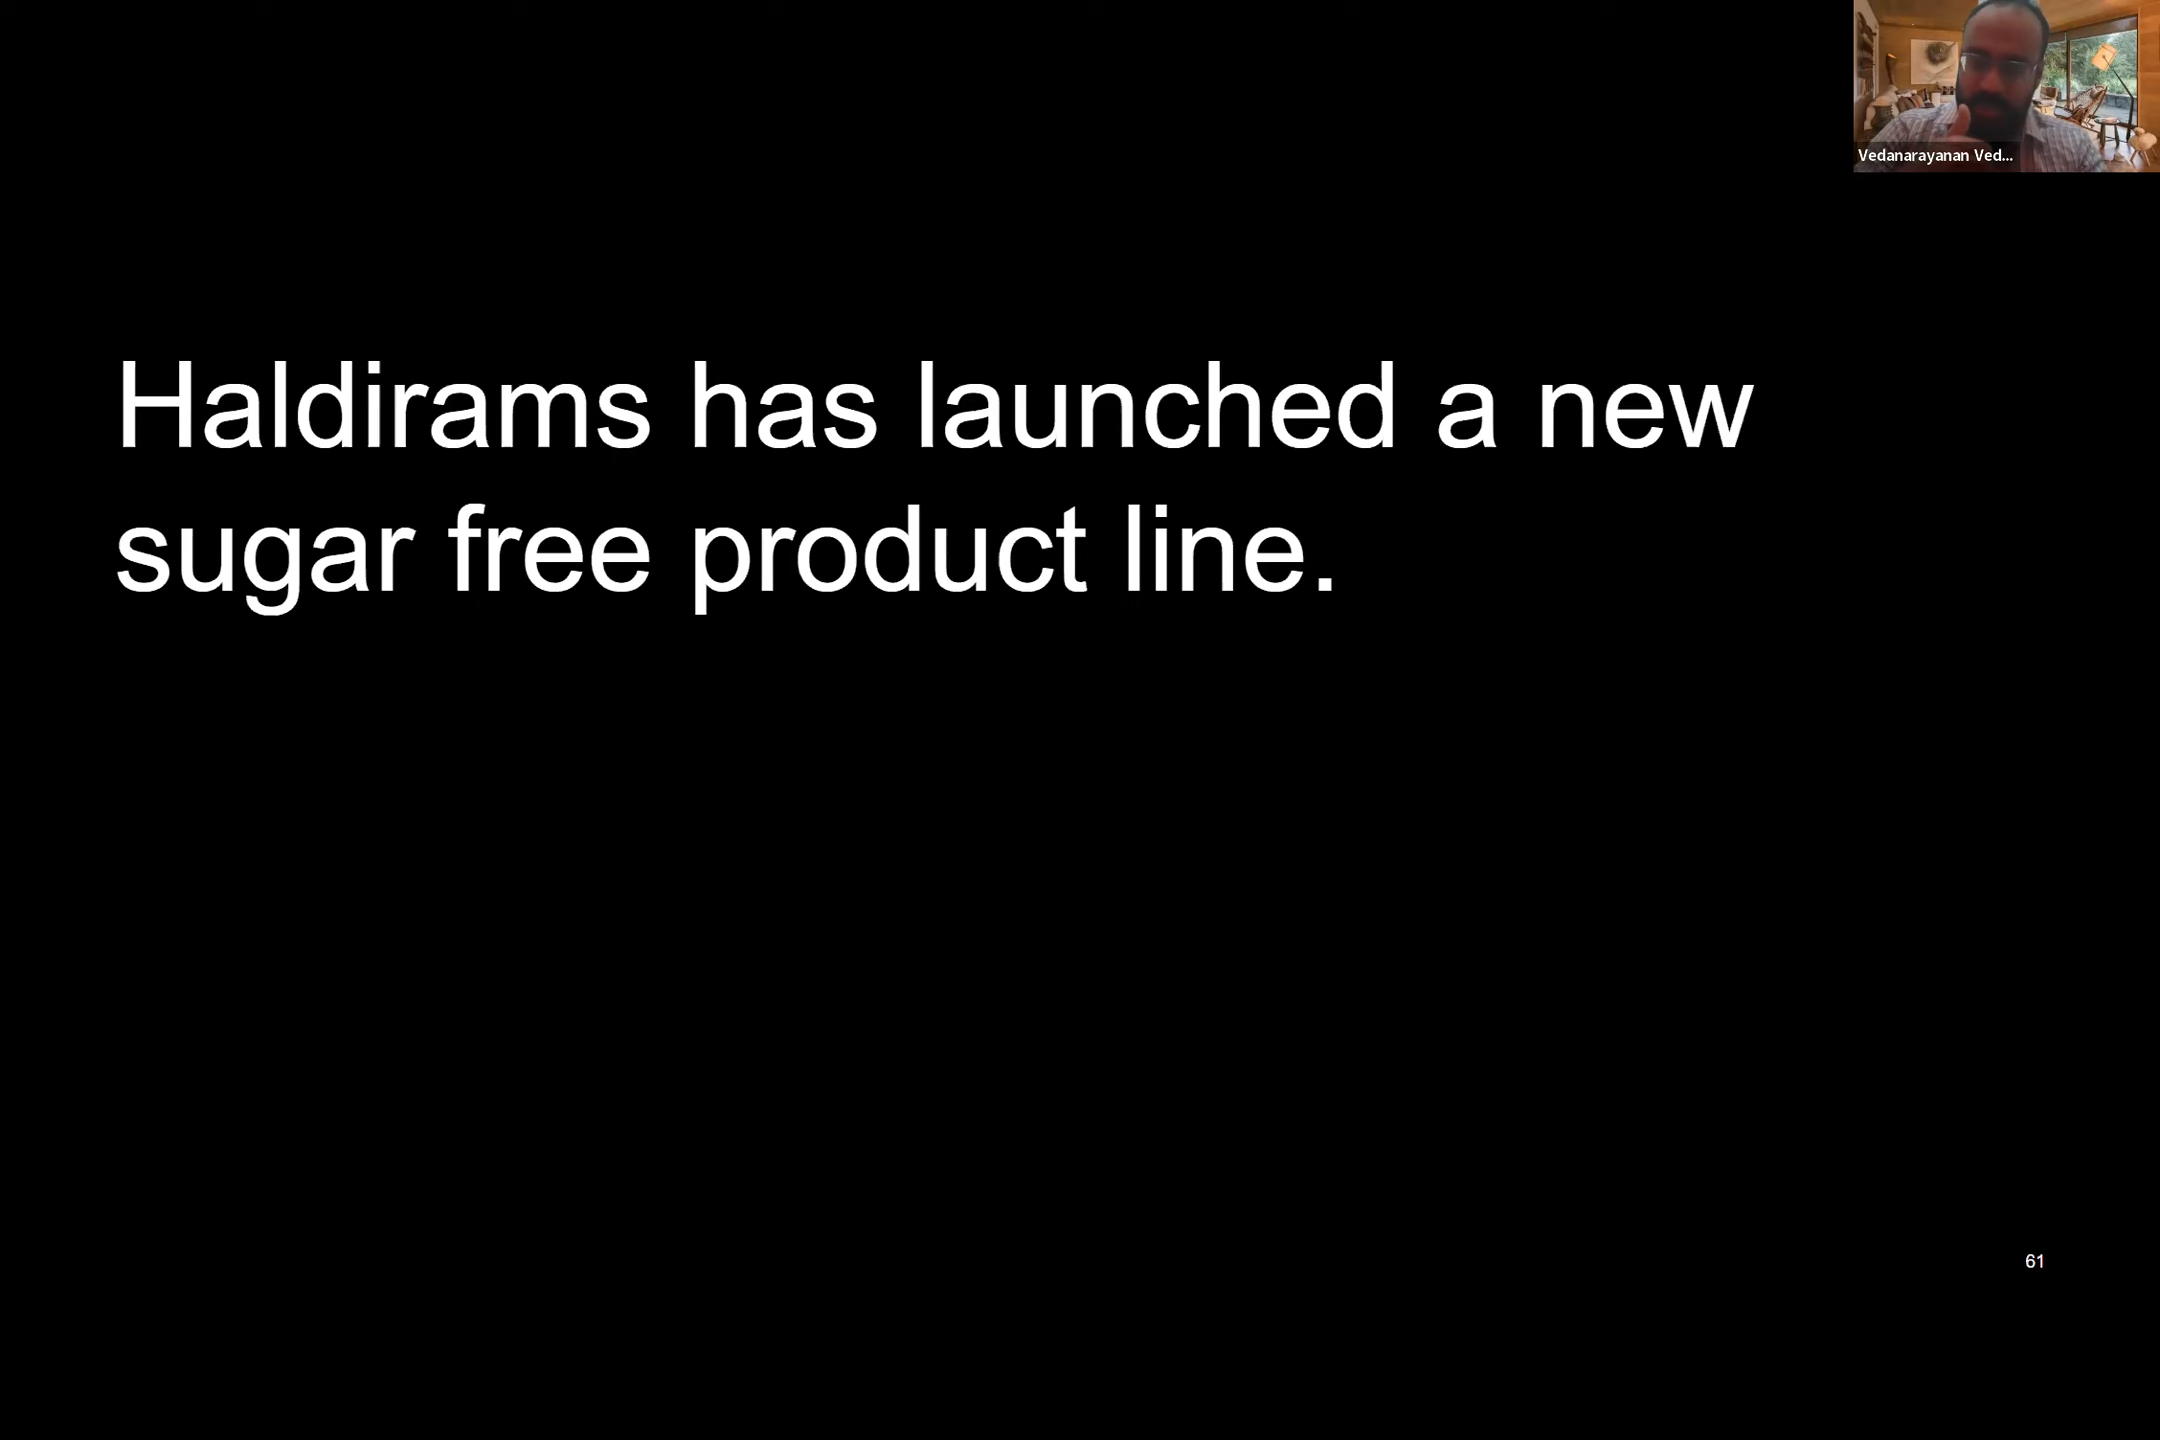 Vedanarayanan Ved...
Haldirams has launched a new
sugar free product line.
61